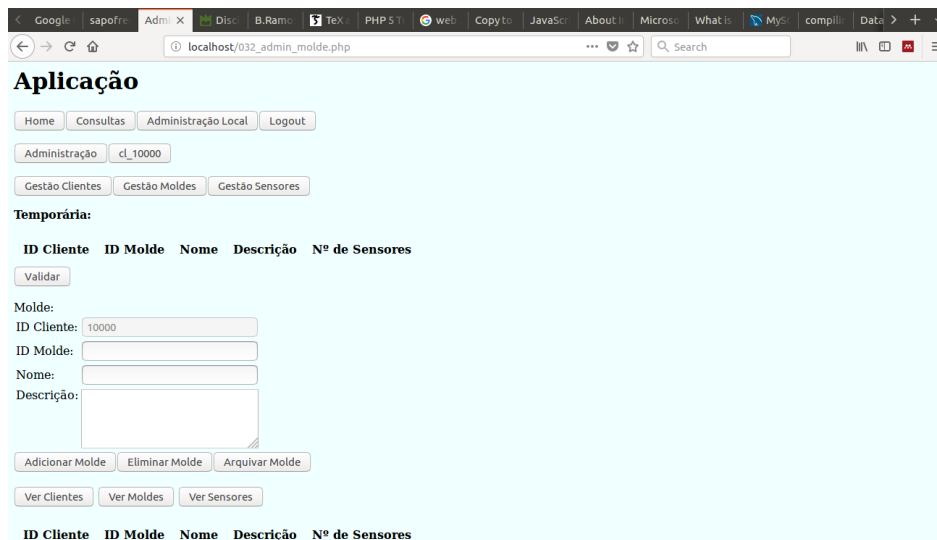 Google sapofre Admi Disc B.Ramo TeX PHP 5 T web Copy to JavaScr About I Microso What is MyS compilin Data
localhost/032_admin_molde.php Search
Aplicação
Home Consultas Administração Local Logout
Administração cl_10000
Gestão Clientes Gestão Moldes Gestão Sensores
Temporária:
ID Cliente ID Molde Nome Descrição Nº de Sensores
Validar
Molde:
ID Cliente: 10000
ID Molde:
Nome:
Descrição:
Adicionar Molde Eliminar Molde Arquivar Molde
Ver Clientes Ver Moldes Ver Sensores
ID Cliente ID Molde Nome Descrição Nº de Sensores